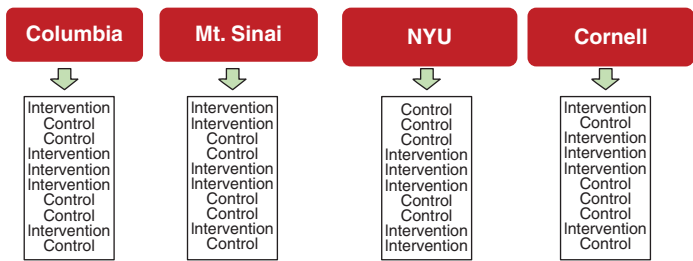 Columbia
Mt. Sinai
NYU
Cornell
Intervention
Control
Control
Intervention
Intervention
Intervention
Control
Control
Intervention
Control
Intervention
Intervention
Control
Control
Intervention
Intervention
Control
Control
Intervention
Control
Control
Control
Control
Intervention
Intervention
Intervention
Control
Control
Intervention
Intervention
Intervention
Control
Intervention
Intervention
Intervention
Control
Control
Control
Intervention
Control